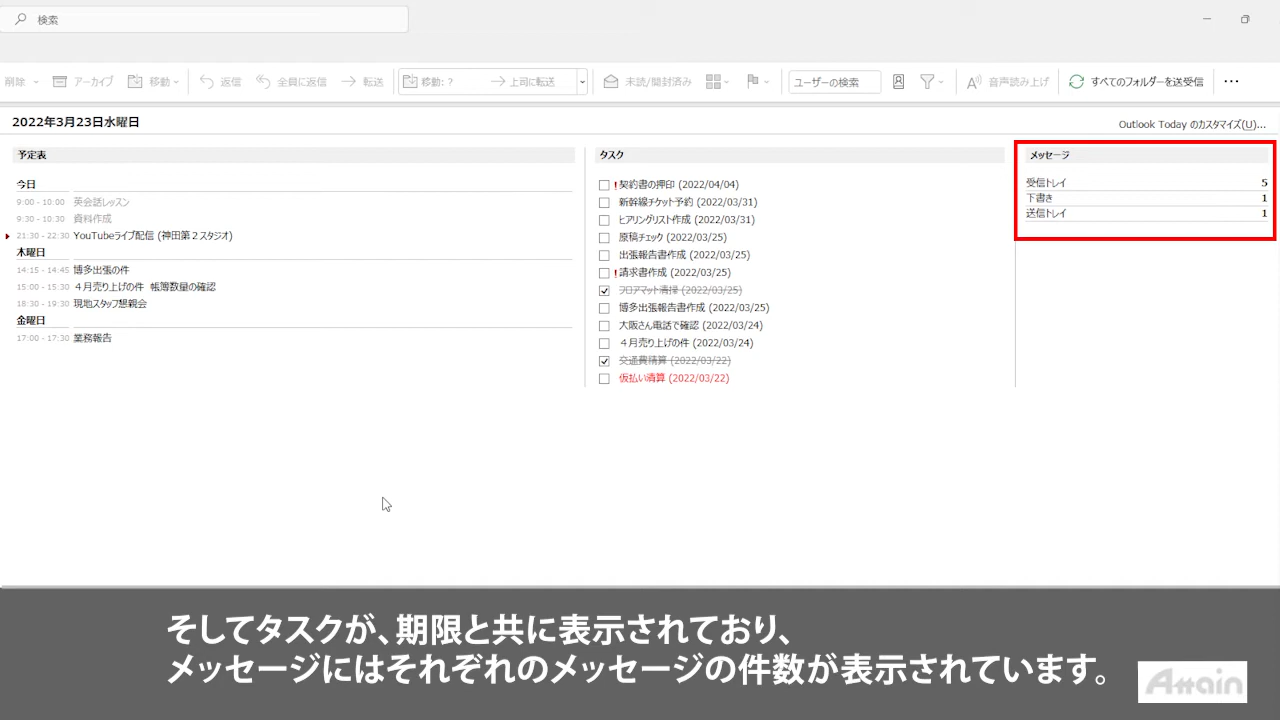 検索
削除 アーカイブ 移動 返信 全員に返信 転送 移動: ? 上司に転送 未読/開封済み ユーザーの検索 音声読み上げ すべてのフォルダーを送受信 ...
2022年3月23日水曜日
Outlook Today のカスタマイズ(U)...
予定表
今日
9:00 - 10:00 英会話レッスン
9:30 - 10:30 資料作成
21:30 - 22:30 YouTubeライブ配信 (神田第２スタジオ)
木曜日
14:15 - 14:45 博多出張の件
15:00 - 15:30 ４月売り上げの件 帳簿数量の確認
18:30 - 19:30 現地スタッフ懇親会
金曜日
17:00 - 17:30 業務報告
タスク
!契約書の押印 (2022/04/04)
新幹線チケット予約 (2022/03/31)
ヒアリングリスト作成 (2022/03/31)
原稿チェック (2022/03/25)
出張報告書作成 (2022/03/25)
!請求書作成 (2022/03/25)
フロアマット清掃 (2022/03/25)
博多出張報告書作成 (2022/03/25)
大阪さん電話で確認 (2022/03/24)
４月売り上げの件 (2022/03/24)
交通費精算 (2022/03/22)
仮払い清算 (2022/03/22)
メッセージ
受信トレイ 5
下書き 1
送信トレイ 1
そしてタスクが、期限と共に表示されており、
メッセージにはそれぞれのメッセージの件数が表示されています。
Attain